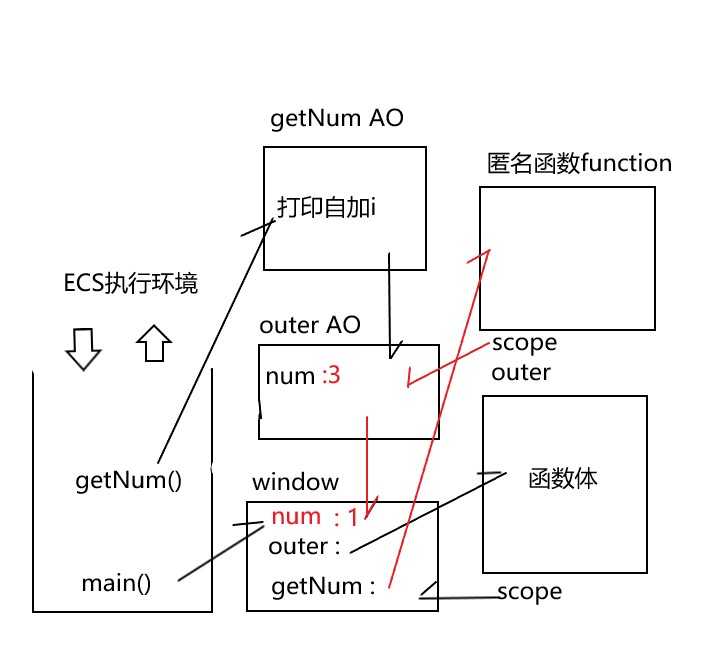 getNum AO
匿名函数function
打印自加i
ECS执行环境
outer AO
num :3
scope
outer
getNum()
window
num : 1
outer :
函数体
main()
getNum :
scope